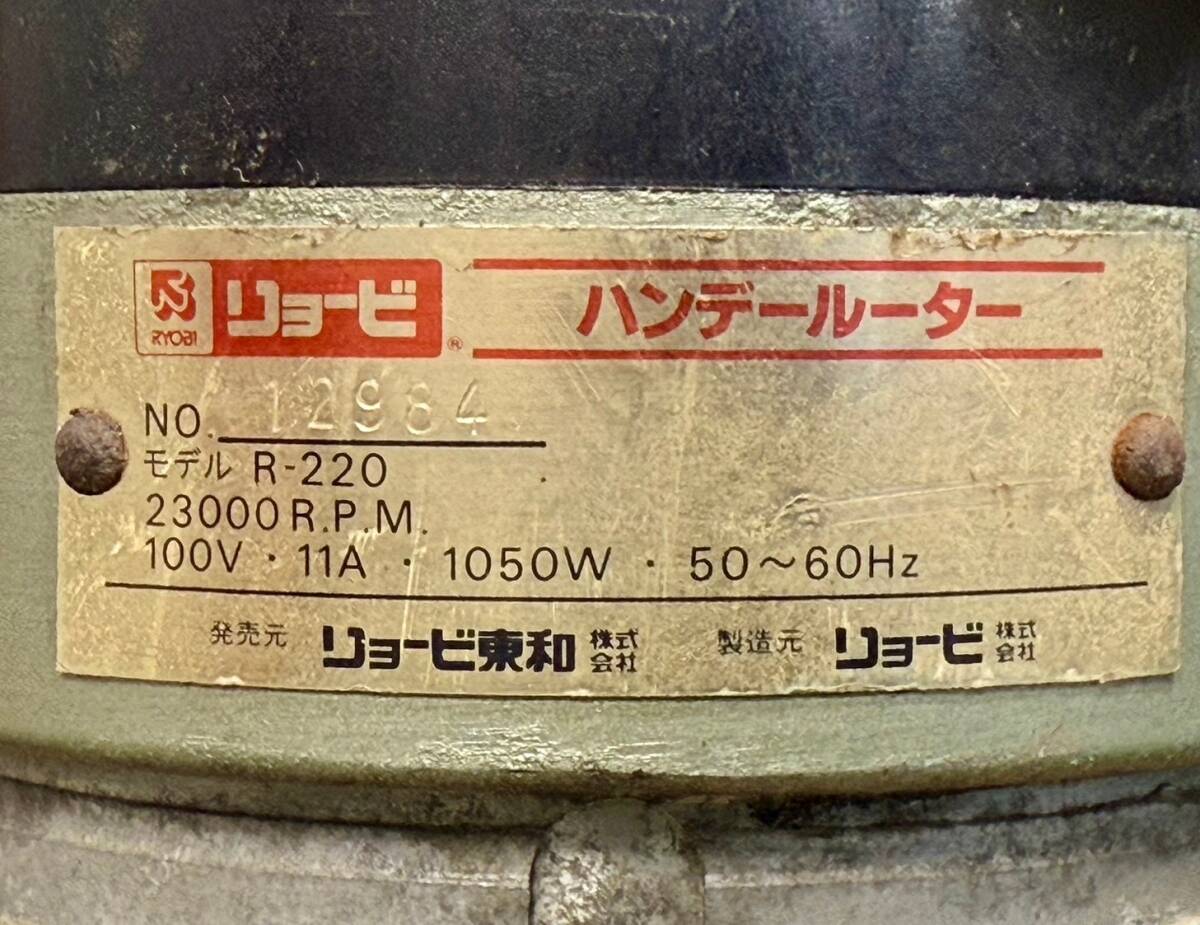 RYOBI リョービ® ハンデールーター
NO. 12984
モデル R-220
23000R.P.M.
100V・11A・1050W・50～60Hz
発売元 リョービ東和株式会社 製造元 リョービ株式会社